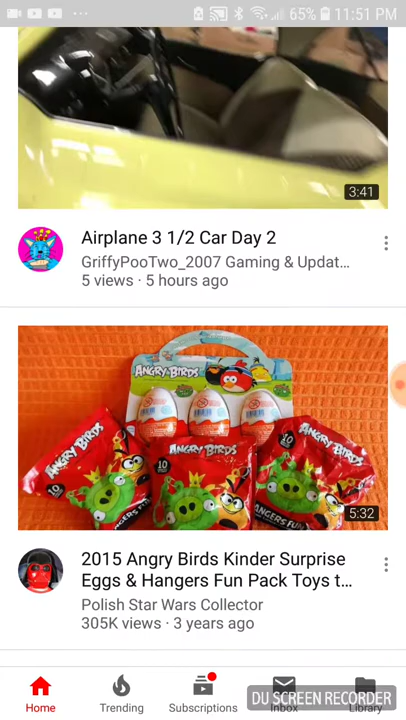 65% 11:51 PM
3:41
Airplane 3 1/2 Car Day 2
GriffyPooTwo_2007 Gaming & Updat...
5 views · 5 hours ago
ANGRY BIRDS
ANGRY BIRDS
ANGRY BIRDS
ANGRY BIRDS
10
10
10
HANGERS FUN
5:32
2015 Angry Birds Kinder Surprise
Eggs & Hangers Fun Pack Toys t...
Polish Star Wars Collector
305K views · 3 years ago
Home
Trending
Subscriptions
Inbox
Library
DU SCREEN RECORDER